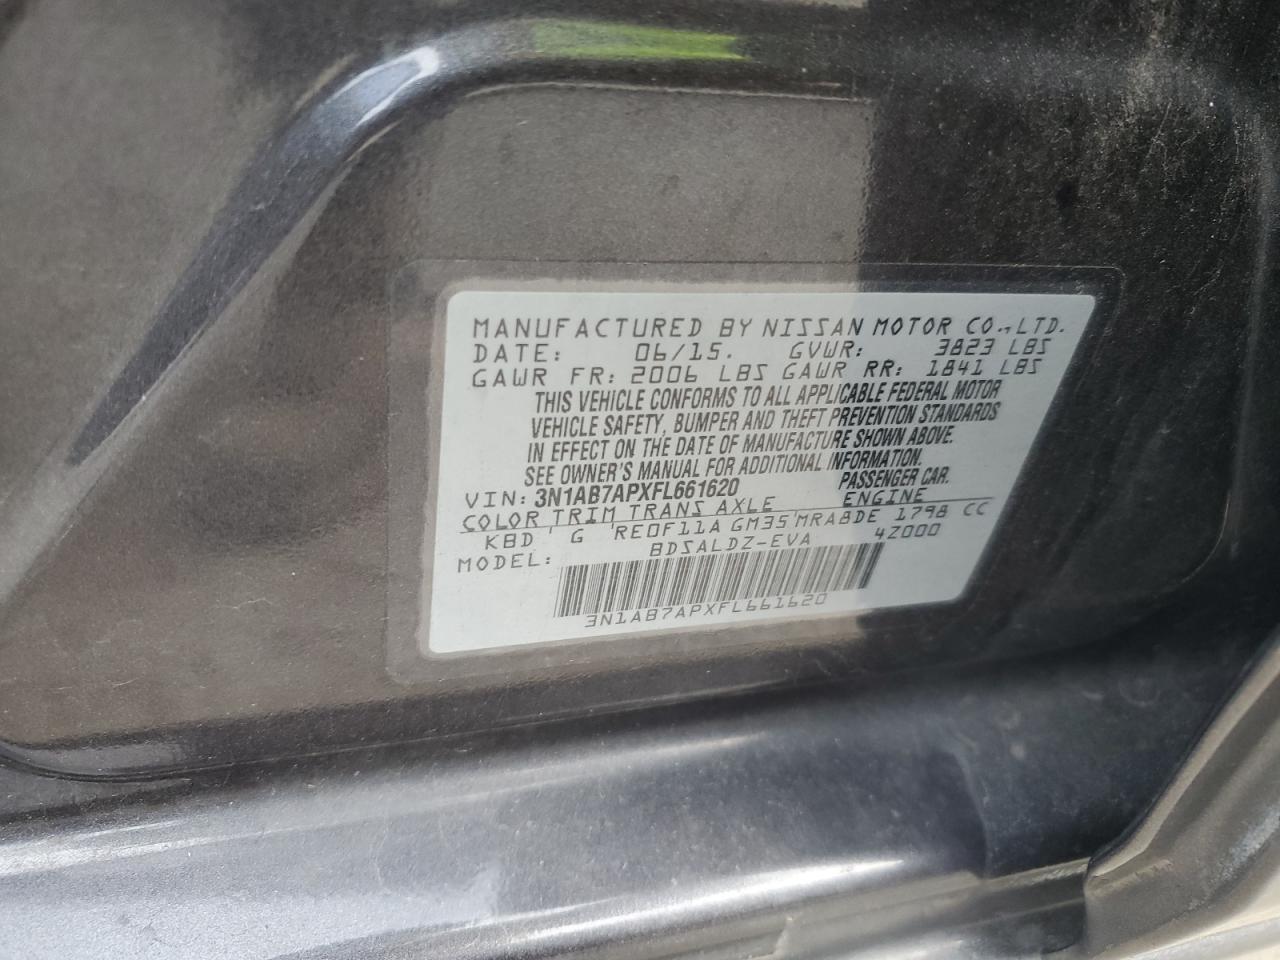 MANUFACTURED BY NISSAN MOTOR CO., LTD.
DATE: 06/15. GVWR: 3823 LBS
GAWR FR: 2006 LBS GAWR RR: 1841 LBS
THIS VEHICLE CONFORMS TO ALL APPLICABLE FEDERAL MOTOR
VEHICLE SAFETY, BUMPER AND THEFT PREVENTION STANDARDS
IN EFFECT ON THE DATE OF MANUFACTURE SHOWN ABOVE.
SEE OWNER'S MANUAL FOR ADDITIONAL INFORMATION.
VIN: 3N1AB7APXFL661620 PASSENGER CAR.
COLOR TRIM TRANS AXLE ENGINE
KBD G RE0F11A GM35 MRA8DE 1798 CC
MODEL: BDSALDZ-EVA 42000
3N1AB7APXFL661620